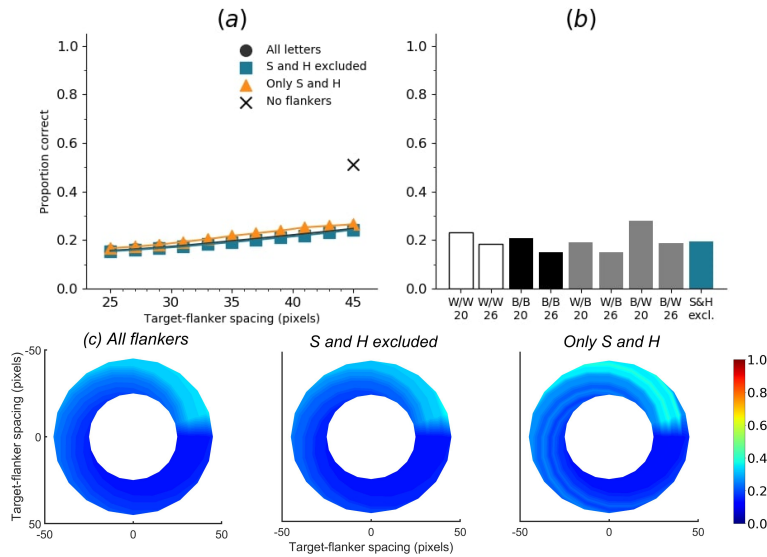 (a)
1.0
0.8
0.6
0.4
0.2
0.0
Proportion correct
All letters
S and H excluded
Only S and H
No flankers
25 30 35 40 45
Target-flanker spacing (pixels)
(b)
1.0
0.8
0.6
0.4
0.2
0.0
W/W W/W B/B B/B W/B W/B B/W B/W S&H
20 26 20 26 20 26 20 26 excl.
(c) All flankers
S and H excluded
Only S and H
-50
0
50
Target-flanker spacing (pixels)
-50 0 50
-50 0 50
-50 0 50
Target-flanker spacing (pixels)
1.0
0.8
0.6
0.4
0.2
0.0